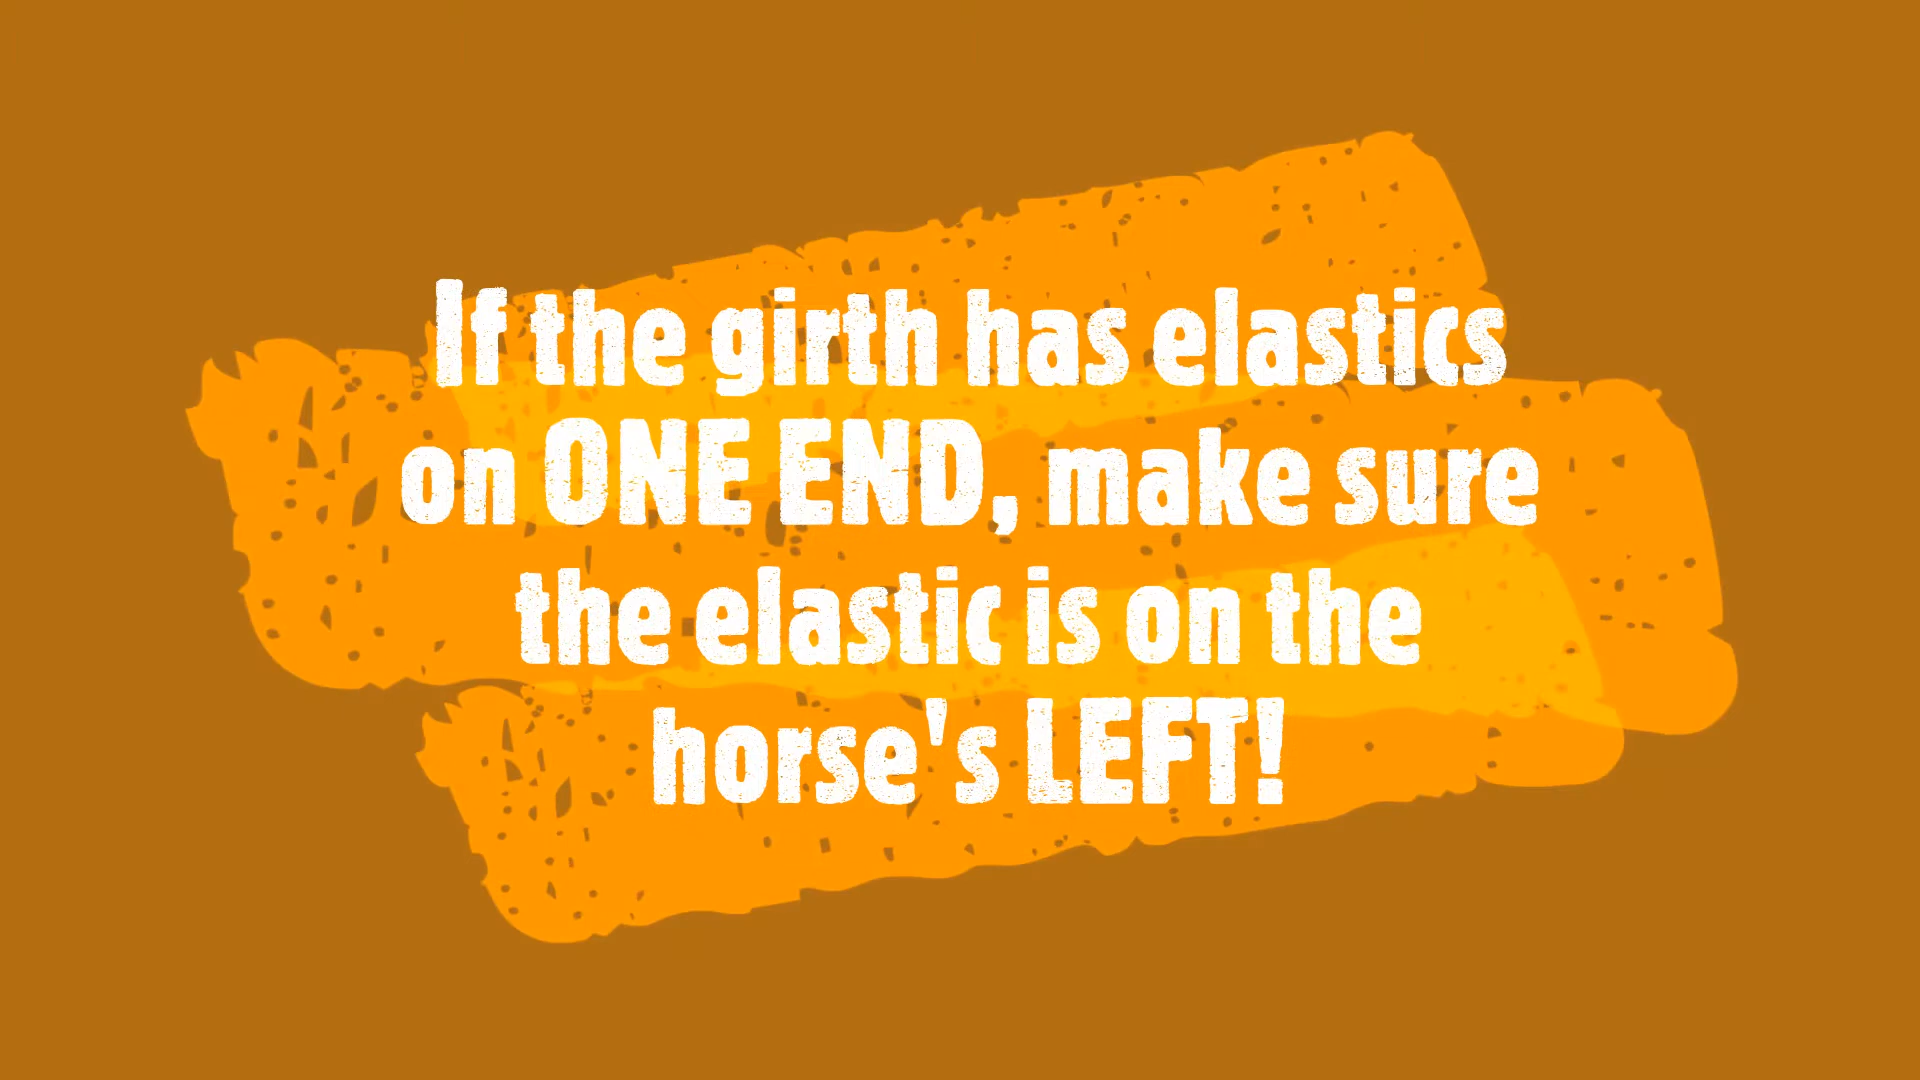 If the girth has elastics
on ONE END, make sure
the elastic is on the
horse's LEFT!